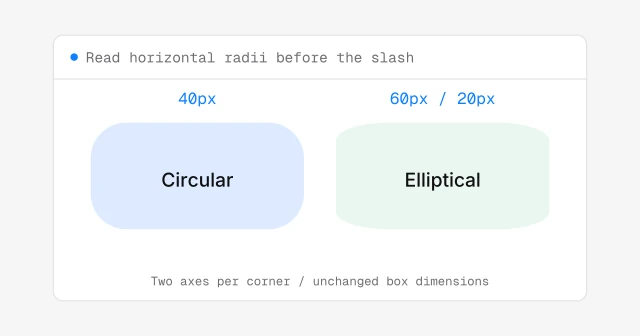 Read horizontal radii before the slash
40px
60px / 20px
Circular
Elliptical
Two axes per corner / unchanged box dimensions